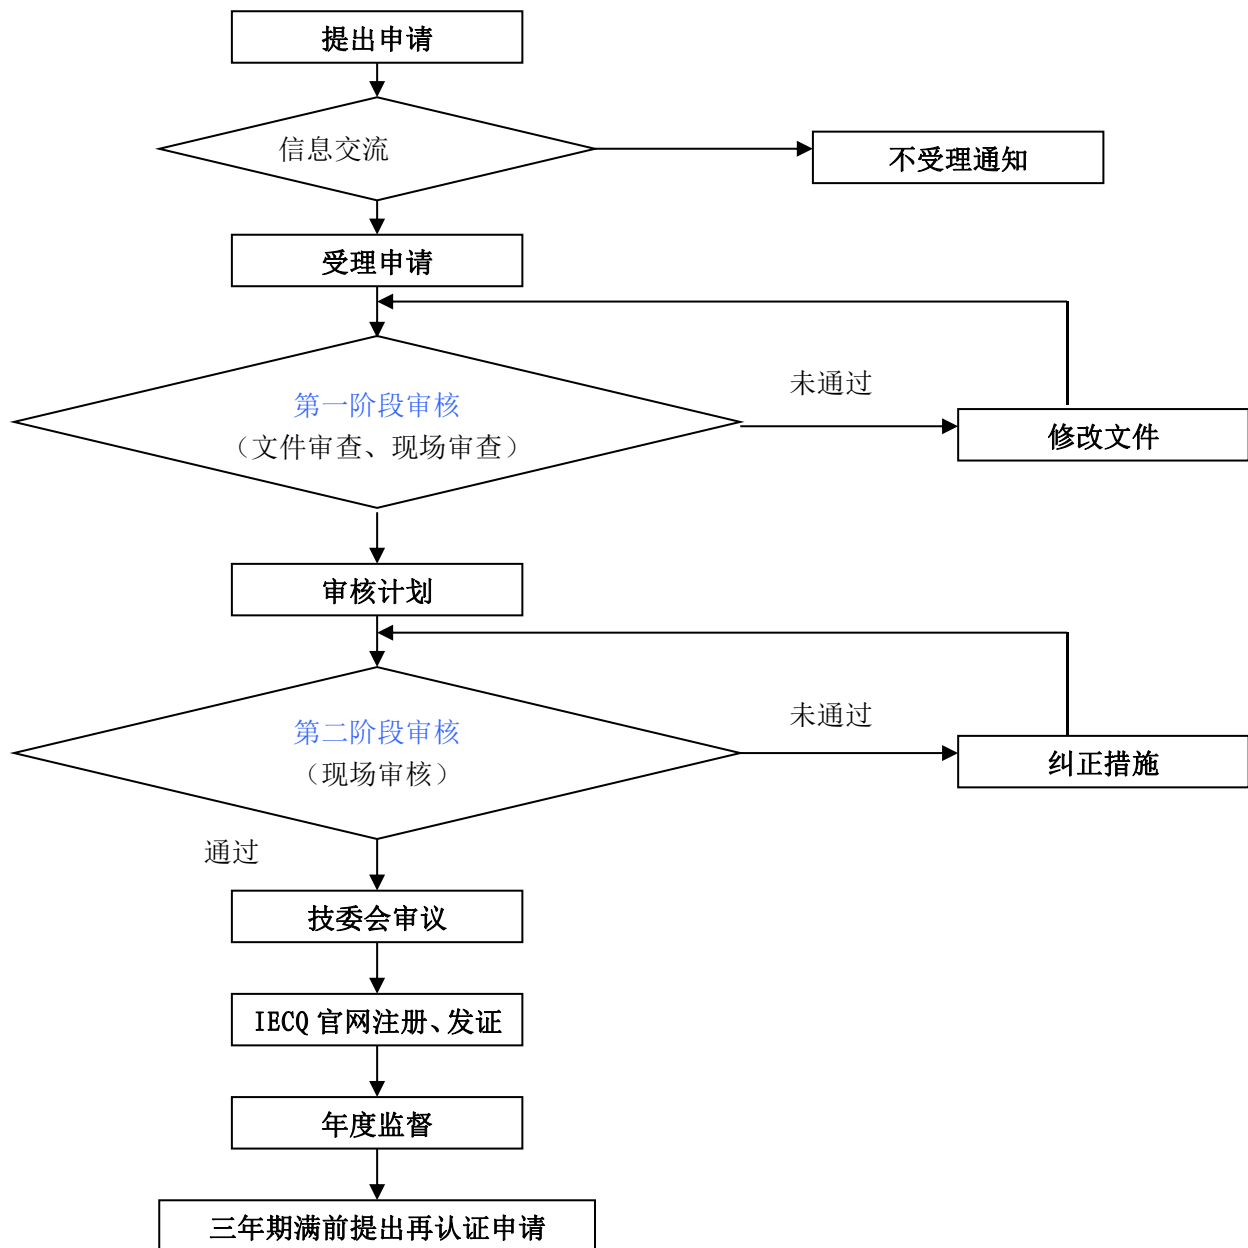 提出申请
信息交流
不受理通知
受理申请
未通过
第一阶段审核
（文件审查、现场审查）
修改文件
审核计划
未通过
第二阶段审核
（现场审核）
纠正措施
通过
技委会审议
IECQ 官网注册、发证
年度监督
三年期满前提出再认证申请